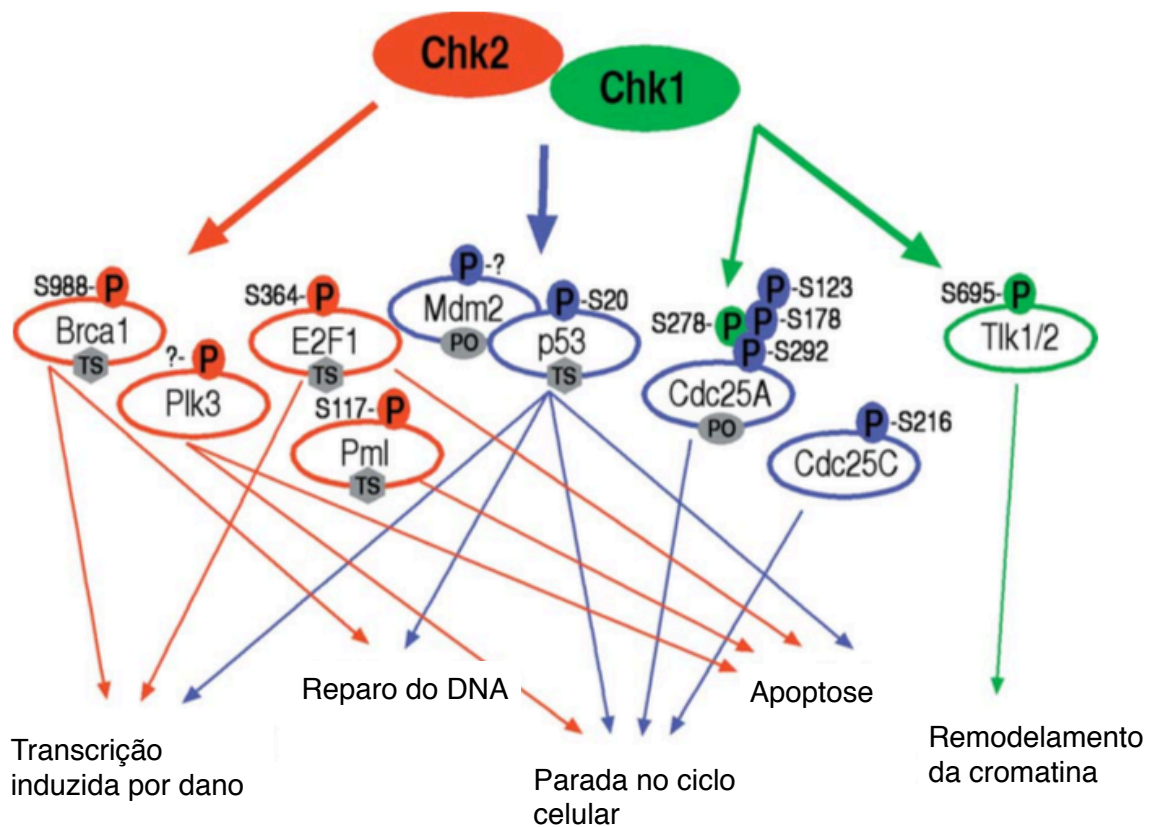 Chk2
Chk1
S988- P
Brca1
TS
?- P
Plk3
S364- P
E2F1
TS
S117- P
Pml
TS
P -?
Mdm2
PO
P -S20
p53
TS
P -S123
S278- P P -S178
P -S292
Cdc25A
PO
P -S216
Cdc25C
S695- P
Tlk1/2
Reparo do DNA
Apoptose
Transcrição
induzida por dano
Parada no ciclo
celular
Remodelamento
da cromatina